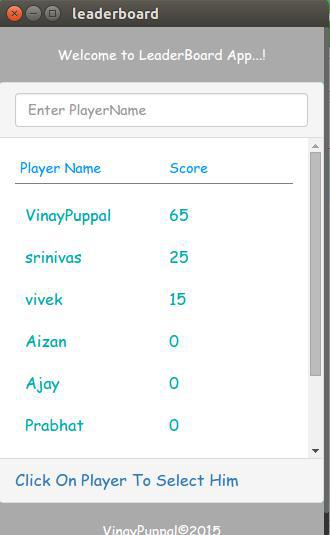 leaderboard
Welcome to LeaderBoard App...!
Enter PlayerName
Player Name Score
VinayPuppal 65
srinivas 25
vivek 15
Aizan 0
Ajay 0
Prabhat 0
Click On Player To Select Him
VinayPuppal©2015